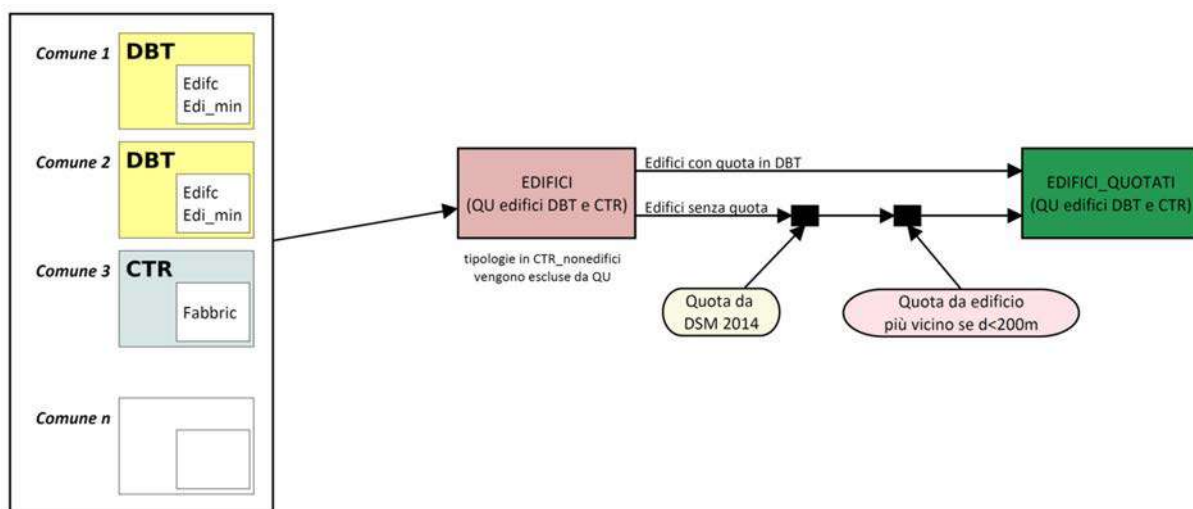 Comune 1
DBT
Edifc
Edi_min
Comune 2
DBT
Edifc
Edi_min
Comune 3
CTR
Fabbric
Comune n
EDIFICI
(QU edifici DBT e CTR)
tipologie in CTR_nonedifici
vengono escluse da QU
Edifici con quota in DBT
Edifici senza quota
Quota da
DSM 2014
Quota da edificio
più vicino se d<200m
EDIFICI_QUOTATI
(QU edifici DBT e CTR)